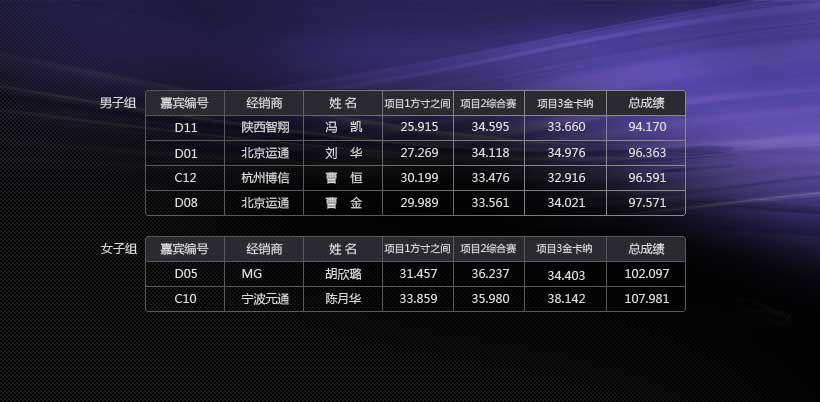 男子组 嘉宾编号 经销商 姓 名 项目1方寸之间 项目2综合赛 项目3金卡纳 总成绩
D11 陕西智翔 冯 凯 25.915 34.595 33.660 94.170
D01 北京运通 刘 华 27.269 34.118 34.976 96.363
C12 杭州博信 曹 恒 30.199 33.476 32.916 96.591
D08 北京运通 曹 金 29.989 33.561 34.021 97.571
女子组 嘉宾编号 经销商 姓 名 项目1方寸之间 项目2综合赛 项目3金卡纳 总成绩
D05 MG 胡欣璐 31.457 36.237 34.403 102.097
C10 宁波元通 陈月华 33.859 35.980 38.142 107.981